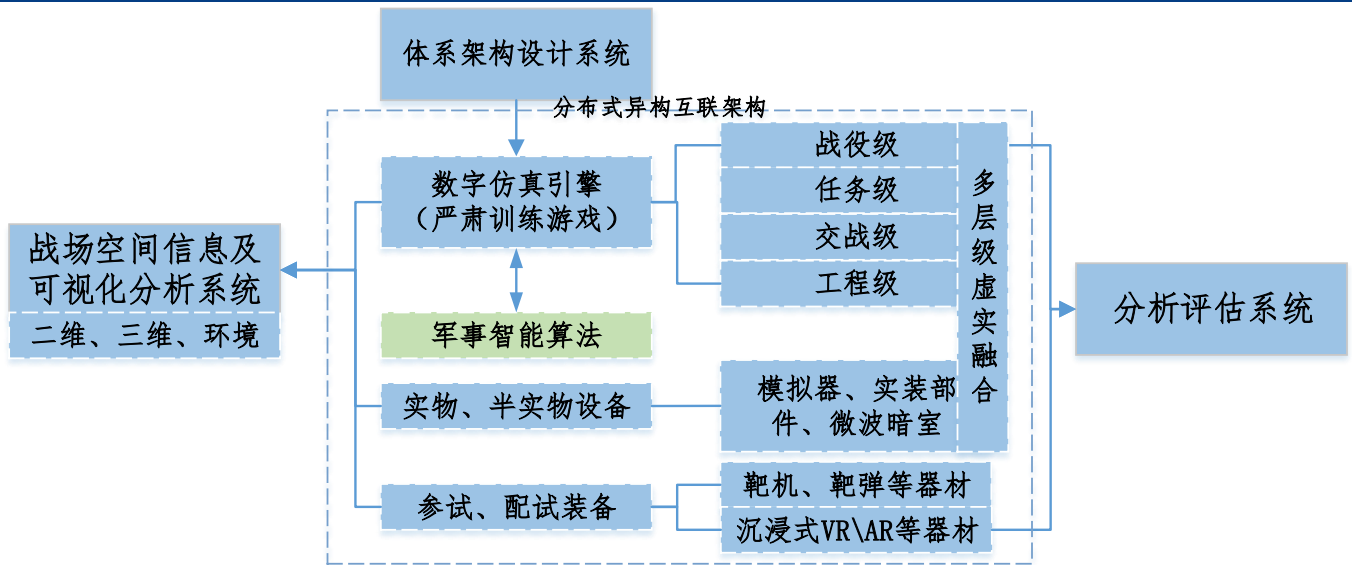 体系架构设计系统
分布式异构互联架构
数字仿真引擎
（严肃训练游戏）
战役级
任务级
交战级
工程级
多层级虚实融合
战场空间信息及
可视化分析系统
二维、三维、环境
军事智能算法
分析评估系统
实物、半实物设备
模拟器、实装部
件、微波暗室
参试、配试装备
靶机、靶弹等器材
沉浸式VR\AR等器材